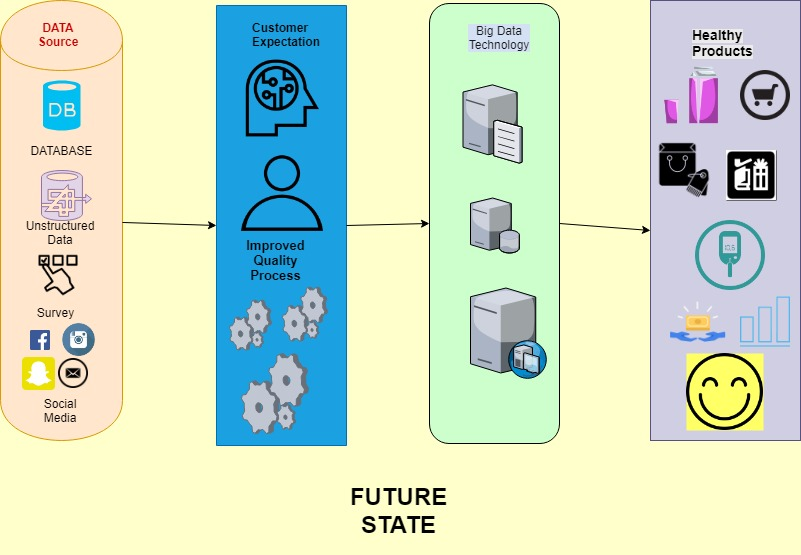 DATA
Source
DB
DATABASE
Unstructured
Data
Survey
Social
Media
Customer
Expectation
Improved
Quality
Process
Big Data
Technology
Healthy
Products
FUTURE
STATE